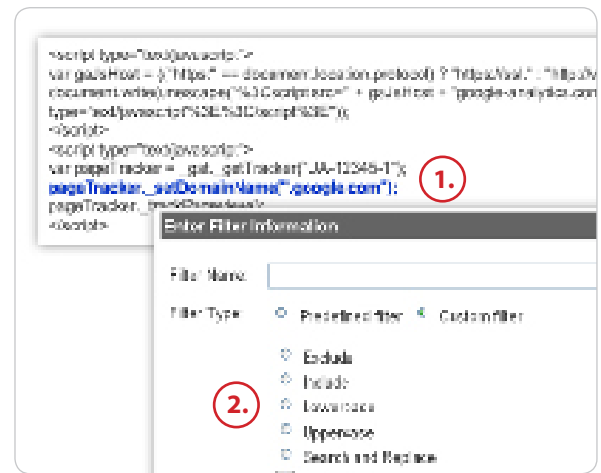 <script type="text/javascript">
var gaJsHost = (("https:" == document.location.protocol) ? "https://ssl." : "http://w
document.write(unescape("%3Cscript src='" + gaJsHost + "google-analytics.com
type='text/javascript'%3E%3C/script%3E"));
</script>
<script type="text/javascript">
var pageTracker = _gat._getTracker("UA-12345-1");
pageTracker._setDomainName(".google.com");
pageTracker._trackPageview();
</script>
1.
Enter Filter Information
Filter Name:
Filter Type: Predefined filter Custom filter
Exclude
Include
2. Lowercase
Uppercase
Search and Replace